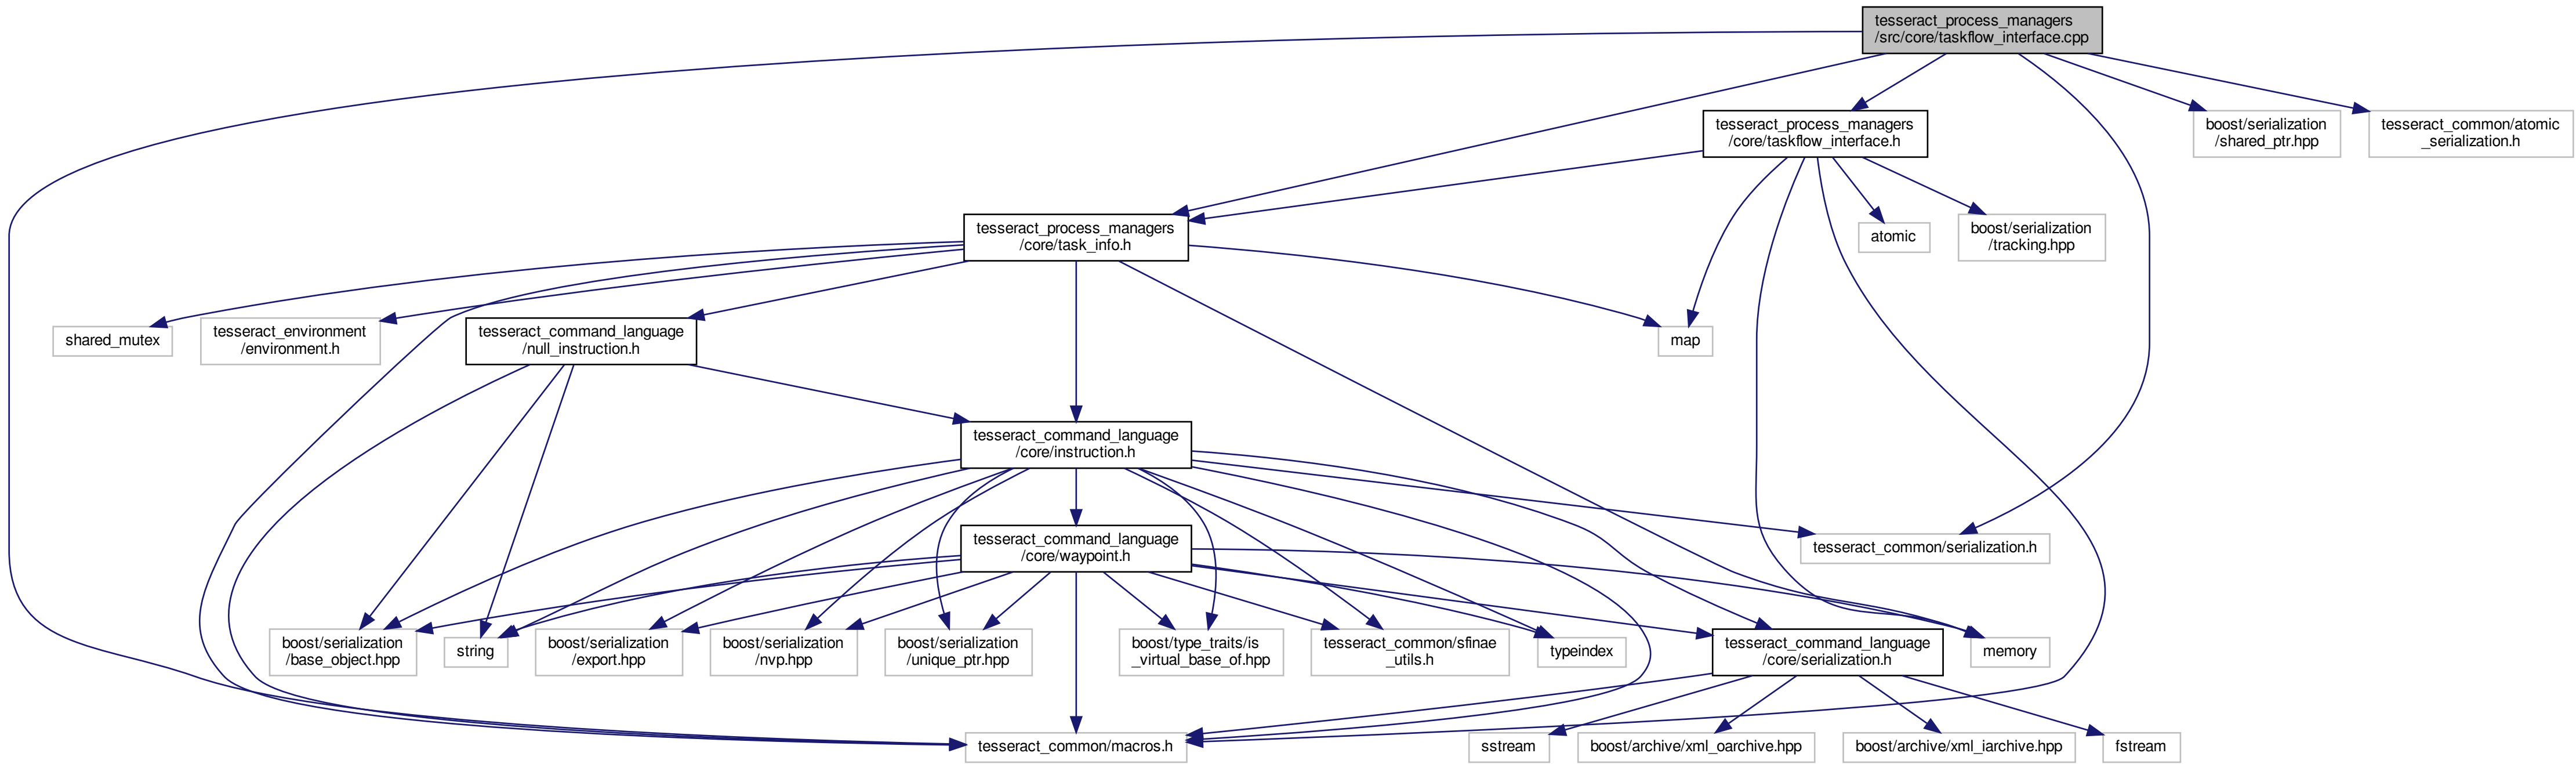 tesseract_process_managers
/src/core/taskflow_interface.cpp
tesseract_process_managers
/core/taskflow_interface.h
boost/serialization
/shared_ptr.hpp
tesseract_common/atomic
_serialization.h
tesseract_process_managers
/core/task_info.h
atomic
boost/serialization
/tracking.hpp
shared_mutex
tesseract_environment
/environment.h
tesseract_command_language
/null_instruction.h
map
tesseract_command_language
/core/instruction.h
tesseract_command_language
/core/waypoint.h
tesseract_common/serialization.h
boost/serialization
/base_object.hpp
string
boost/serialization
/export.hpp
boost/serialization
/nvp.hpp
boost/serialization
/unique_ptr.hpp
boost/type_traits/is
_virtual_base_of.hpp
tesseract_common/sfinae
_utils.h
typeindex
tesseract_command_language
/core/serialization.h
memory
tesseract_common/macros.h
sstream
boost/archive/xml_oarchive.hpp
boost/archive/xml_iarchive.hpp
fstream